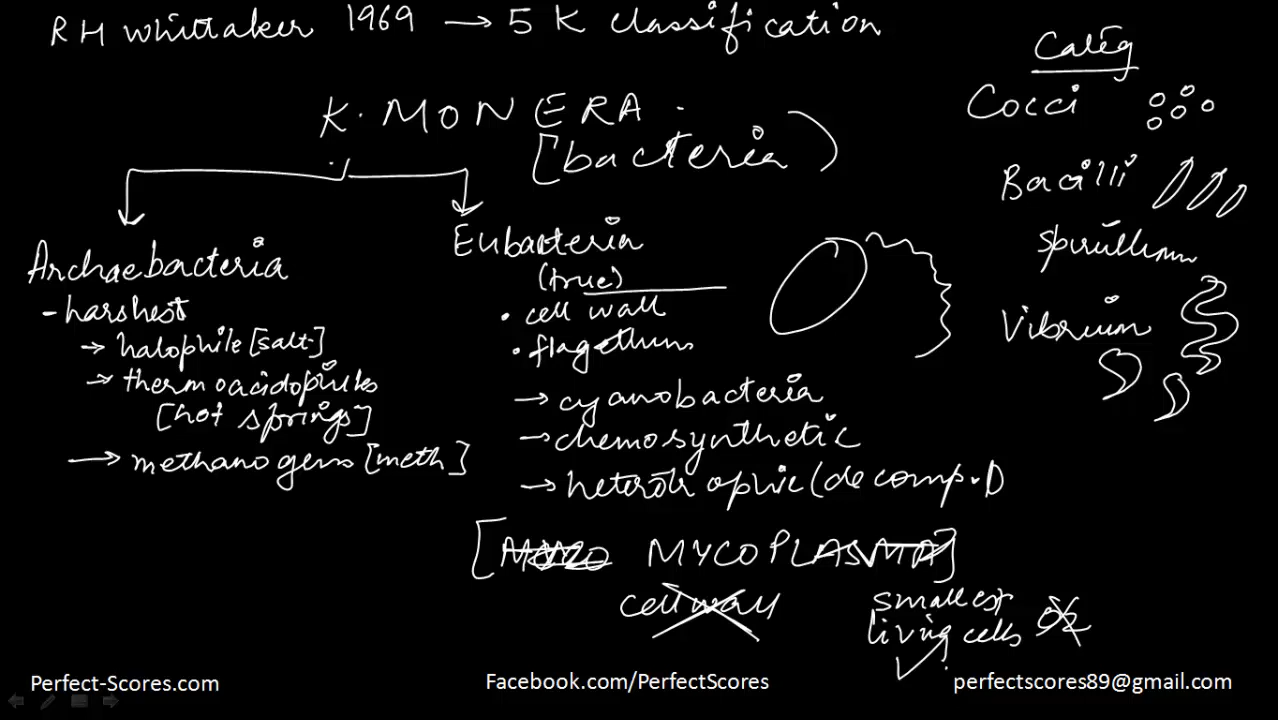 RH Whittaker 1969 → 5 K classification
K. MONERA.
[bacteria)
Archaebacteria
- harshest
→ halophile [salt]
→ thermoacidophiles
[hot springs]
→ methanogens [meth]
Eubacteria
(true)
• cell wall
• flagellum
→ cyanobacteria
→ chemosynthetic
→ heterotrophic (decomp.)
[MYCOPLASMA]
cell wall
smallest
living cells O2
Categ
Cocci
Bacilli
Spirillum
Vibrium
Perfect-Scores.com
Facebook.com/PerfectScores
perfectscores89@gmail.com